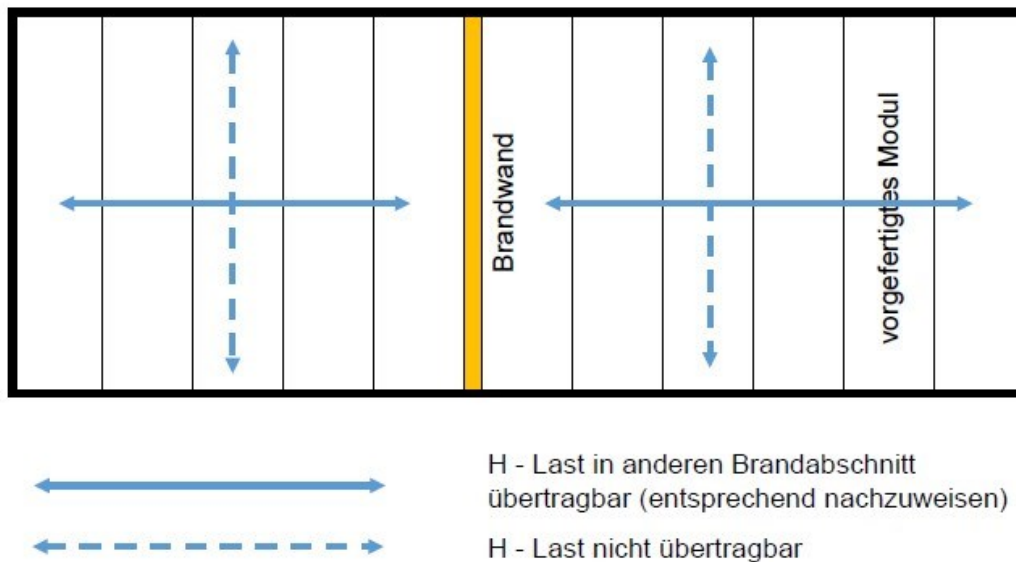 Brandwand
vorgefertigtes Modul
H - Last in anderen Brandabschnitt
übertragbar (entsprechend nachzuweisen)
H - Last nicht übertragbar